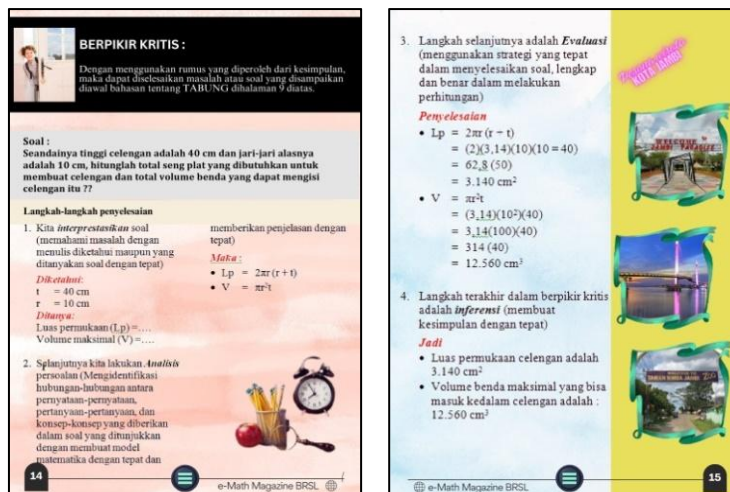 BERPIKIR KRITIS :
Dengan menggunakan rumus yang diperoleh dari kesimpulan,
maka dapat diselesaikan masalah atau soal yang disampaikan
diawal bahasan tentang TABUNG dihalaman 9 diatas.
Soal :
Seandainya tinggi celengan adalah 40 cm dan jari-jari alasnya
adalah 10 cm, hitunglah total seng plat yang dibutuhkan untuk
membuat celengan dan total volume benda yang dapat mengisi
celengan itu ??
Langkah-langkah penyelesaian
1. Kita interprestasikan soal
(memahami masalah dengan
menulis diketahui maupun yang
ditanyakan soal dengan tepat)
Diketahui:
t = 40 cm
r = 10 cm
Ditanya:
Luas permukaan (Lp) =....
Volume maksimal (V) =....
2. Selanjutnya kita lakukan Analisis
persoalan (Mengidentifikasi
hubungan-hubungan antara
pernyataan-pernyataan,
pertanyaan-pertanyaan, dan
konsep-konsep yang diberikan
dalam soal yang ditunjukkan
dengan membuat model
matematika dengan tepat dan
memberikan penjelasan dengan
tepat)
Maka :
• Lp = 2πr (r + t)
• V = πr²t
14
e-Math Magazine BRSL
3. Langkah selanjutnya adalah Evaluasi
(menggunakan strategi yang tepat
dalam menyelesaikan soal, lengkap
dan benar dalam melakukan
perhitungan)
Penyelesaian
• Lp = 2πr (r − t)
= (2)(3,14)(10)(10 = 40)
= 62,8 (50)
= 3.140 cm²
• V = πr²t
= (3,14)(10²)(40)
= 3,14(100)(40)
= 314 (40)
= 12.560 cm³
4. Langkah terakhir dalam berpikir kritis
adalah inferensi (membuat
kesimpulan dengan tepat)
Jadi
• Luas permukaan celengan adalah
3.140 cm²
• Volume benda maksimal yang bisa
masuk kedalam celengan adalah :
12.560 cm³
KOTA JAMBI
WELCOME
JAMBI PARADISE
e-Math Magazine BRSL
15